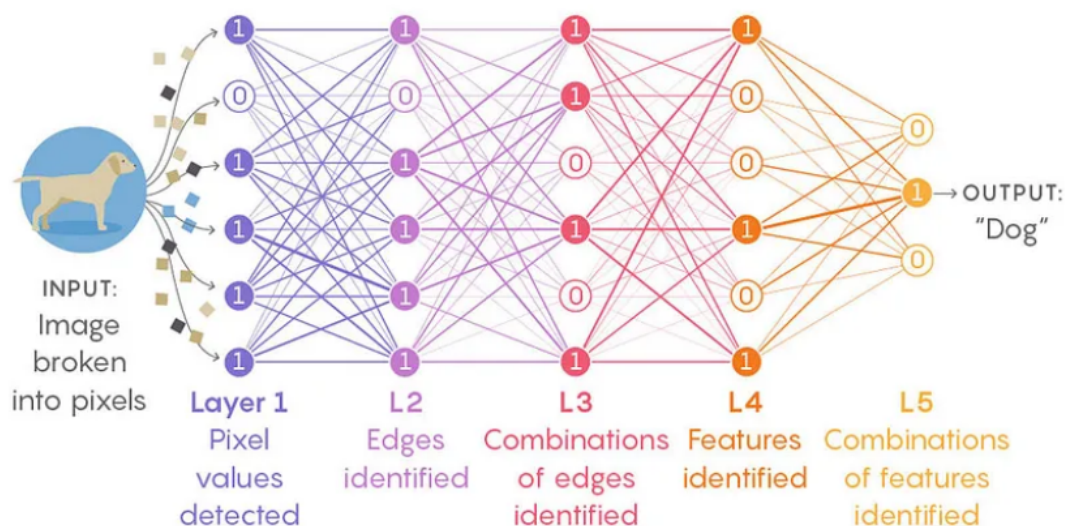 1 1 1 1
0 0 1 0
0
1 1 0 0
1
OUTPUT:
"Dog"
1 1 1 1
0
INPUT:
Image
broken
into pixels
1 1 0 0
1 1 1 1
Layer 1
Pixel
values
detected
L2
Edges
identified
L3
Combinations
of edges
identified
L4
Features
identified
L5
Combinations
of features
identified